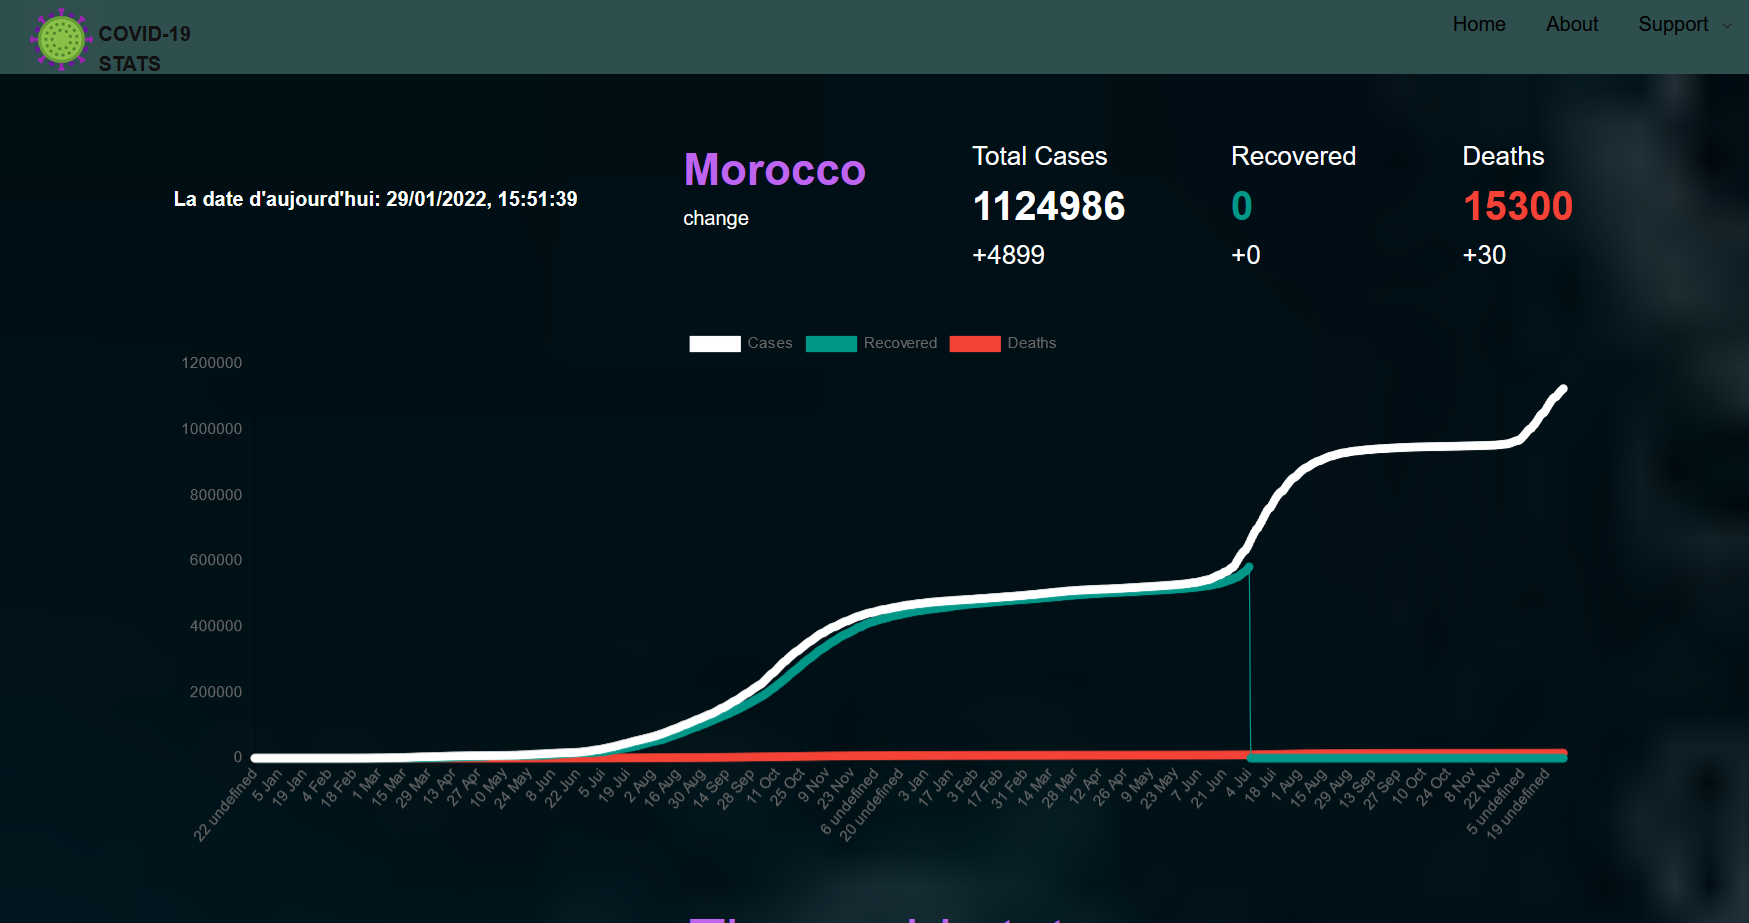 COVID-19
STATS
Home
About
Support
La date d'aujourd'hui: 29/01/2022, 15:51:39
Morocco
change
Total Cases
1124986
+4899
Recovered
0
+0
Deaths
15300
+30
Cases
Recovered
Deaths
1200000
1000000
800000
600000
400000
200000
0
22 undefined
5 Jan
19 Jan
4 Feb
18 Feb
1 Mar
15 Mar
29 Mar
13 Apr
27 Apr
10 May
24 May
8 Jun
22 Jun
5 Jul
19 Jul
2 Aug
16 Aug
30 Aug
14 Sep
28 Sep
11 Oct
25 Oct
9 Nov
23 Nov
6 undefined
20 undefined
3 Jan
17 Jan
3 Feb
17 Feb
31 Feb
14 Mar
28 Mar
12 Apr
26 Apr
9 May
23 May
7 Jun
21 Jun
4 Jul
18 Jul
1 Aug
15 Aug
29 Aug
13 Sep
27 Sep
10 Oct
24 Oct
8 Nov
22 Nov
5 undefined
19 undefined